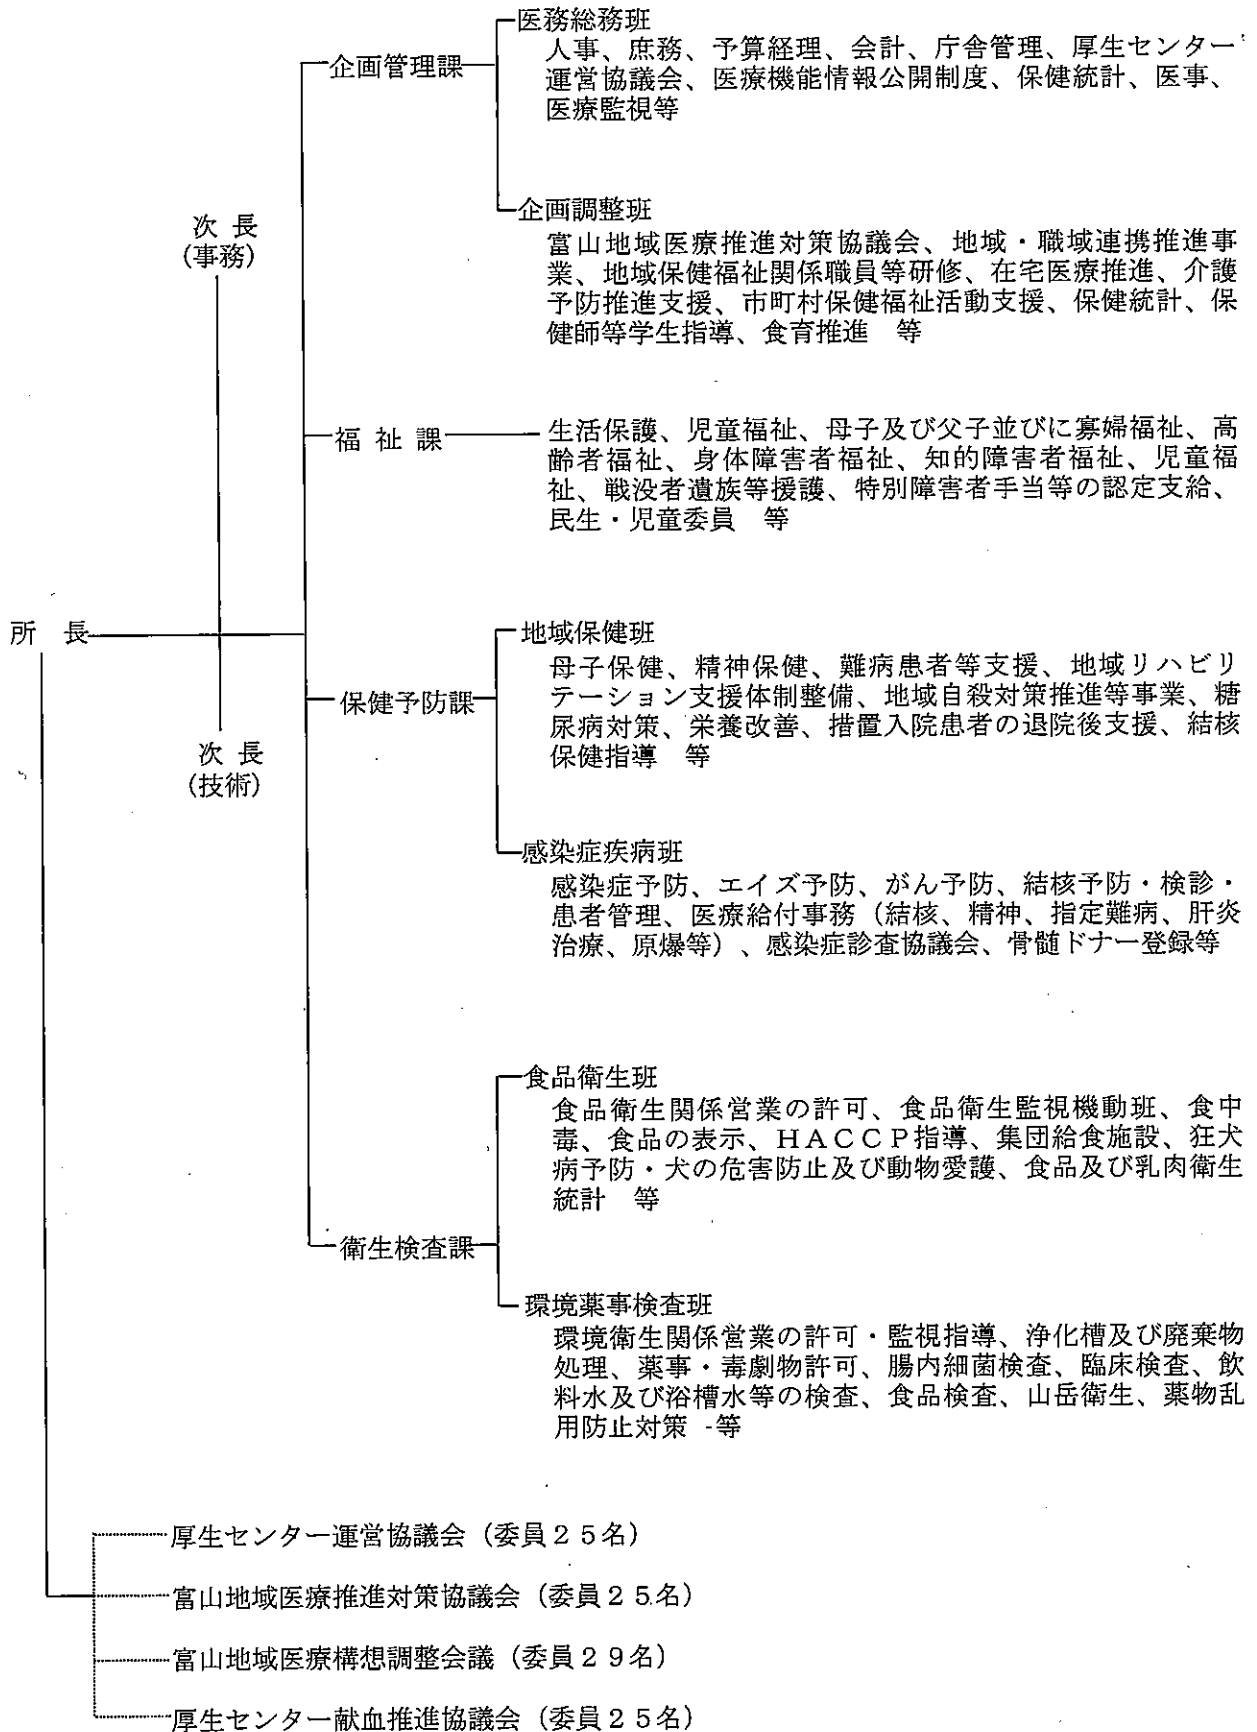 医務総務班
人事、庶務、予算経理、会計、庁舎管理、厚生センター
運営協議会、医療機能情報公開制度、保健統計、医事、
医療監視等
企画管理課
企画調整班
富山地域医療推進対策協議会、地域・職域連携推進事
業、地域保健福祉関係職員等研修、在宅医療推進、介護
予防推進支援、市町村保健福祉活動支援、保健統計、保
健師等学生指導、食育推進　等
次 長
(事務)
福 祉 課
生活保護、児童福祉、母子及び父子並びに寡婦福祉、高
齢者福祉、身体障害者福祉、知的障害者福祉、児童福
祉、戦没者遺族等援護、特別障害者手当等の認定支給、
民生・児童委員　等
所　長
地域保健班
母子保健、精神保健、難病患者等支援、地域リハビリ
テーション支援体制整備、地域自殺対策推進等事業、糖
尿病対策、栄養改善、措置入院患者の退院後支援、結核
保健指導　等
保健予防課
次 長
(技術)
感染症疾病班
感染症予防、エイズ予防、がん予防、結核予防・検診・
患者管理、医療給付事務（結核、精神、指定難病、肝炎
治療、原爆等）、感染症診査協議会、骨髄ドナー登録等
食品衛生班
食品衛生関係営業の許可、食品衛生監視機動班、食中
毒、食品の表示、ＨＡＣＣＰ指導、集団給食施設、狂犬
病予防・犬の危害防止及び動物愛護、食品及び乳肉衛生
統計　等
衛生検査課
環境薬事検査班
環境衛生関係営業の許可・監視指導、浄化槽及び廃棄物
処理、薬事・毒劇物許可、腸内細菌検査、臨床検査、飲
料水及び浴槽水等の検査、食品検査、山岳衛生、薬物乱
用防止対策　等
厚生センター運営協議会（委員２５名）
富山地域医療推進対策協議会（委員２５名）
富山地域医療構想調整会議（委員２９名）
厚生センター献血推進協議会（委員２５名）